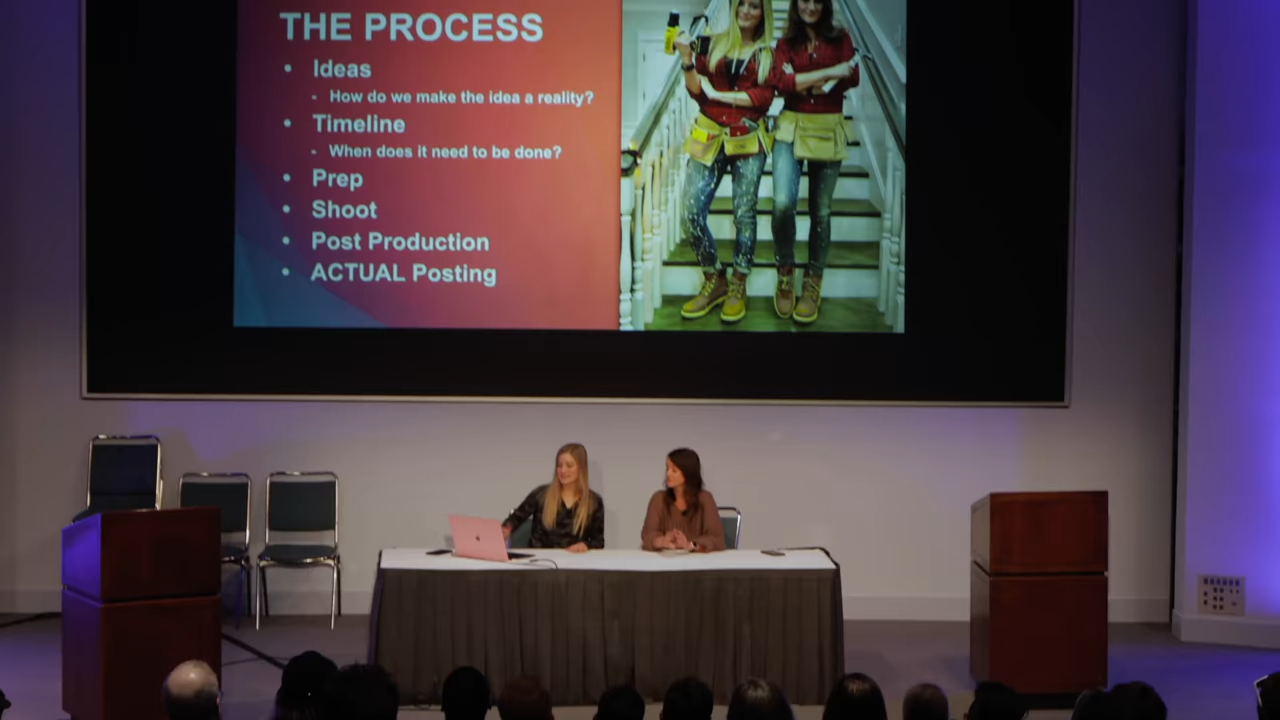 THE PROCESS
• Ideas
- How do we make the idea a reality?
• Timeline
- When does it need to be done?
• Prep
• Shoot
• Post Production
• ACTUAL Posting